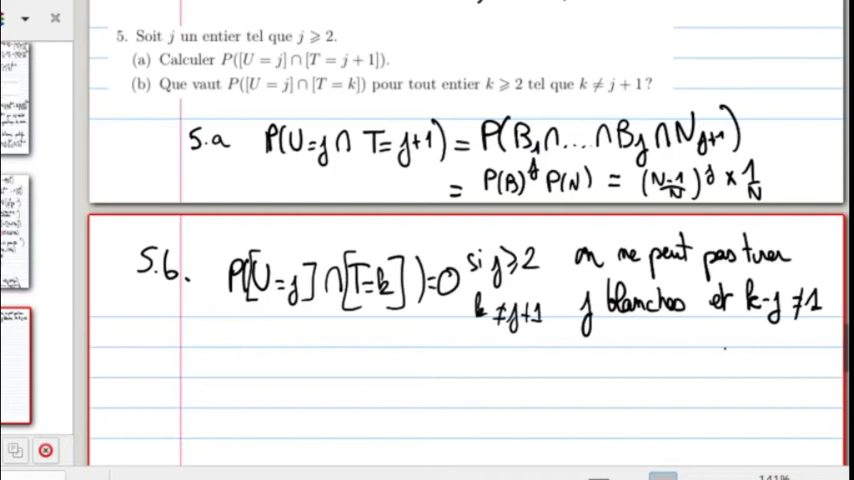 5. Soit j un entier tel que j ⩾ 2.
(a) Calculer P([U = j] ∩ [T = j + 1]).
(b) Que vaut P([U = j] ∩ [T = k]) pour tout entier k ⩾ 2 tel que k ≠ j + 1 ?
5.a P(U=j ∩ T=j+1) = P(B₁∩...∩Bj∩Nj+1)
= P(B)^j P(N) = (N-1/N)^j × 1/N
5.b. P([U=j]∩[T=k])=0 si j⩾2 on ne peut pas tirer
k≠j+1 j blanches et k-j≠1
141%